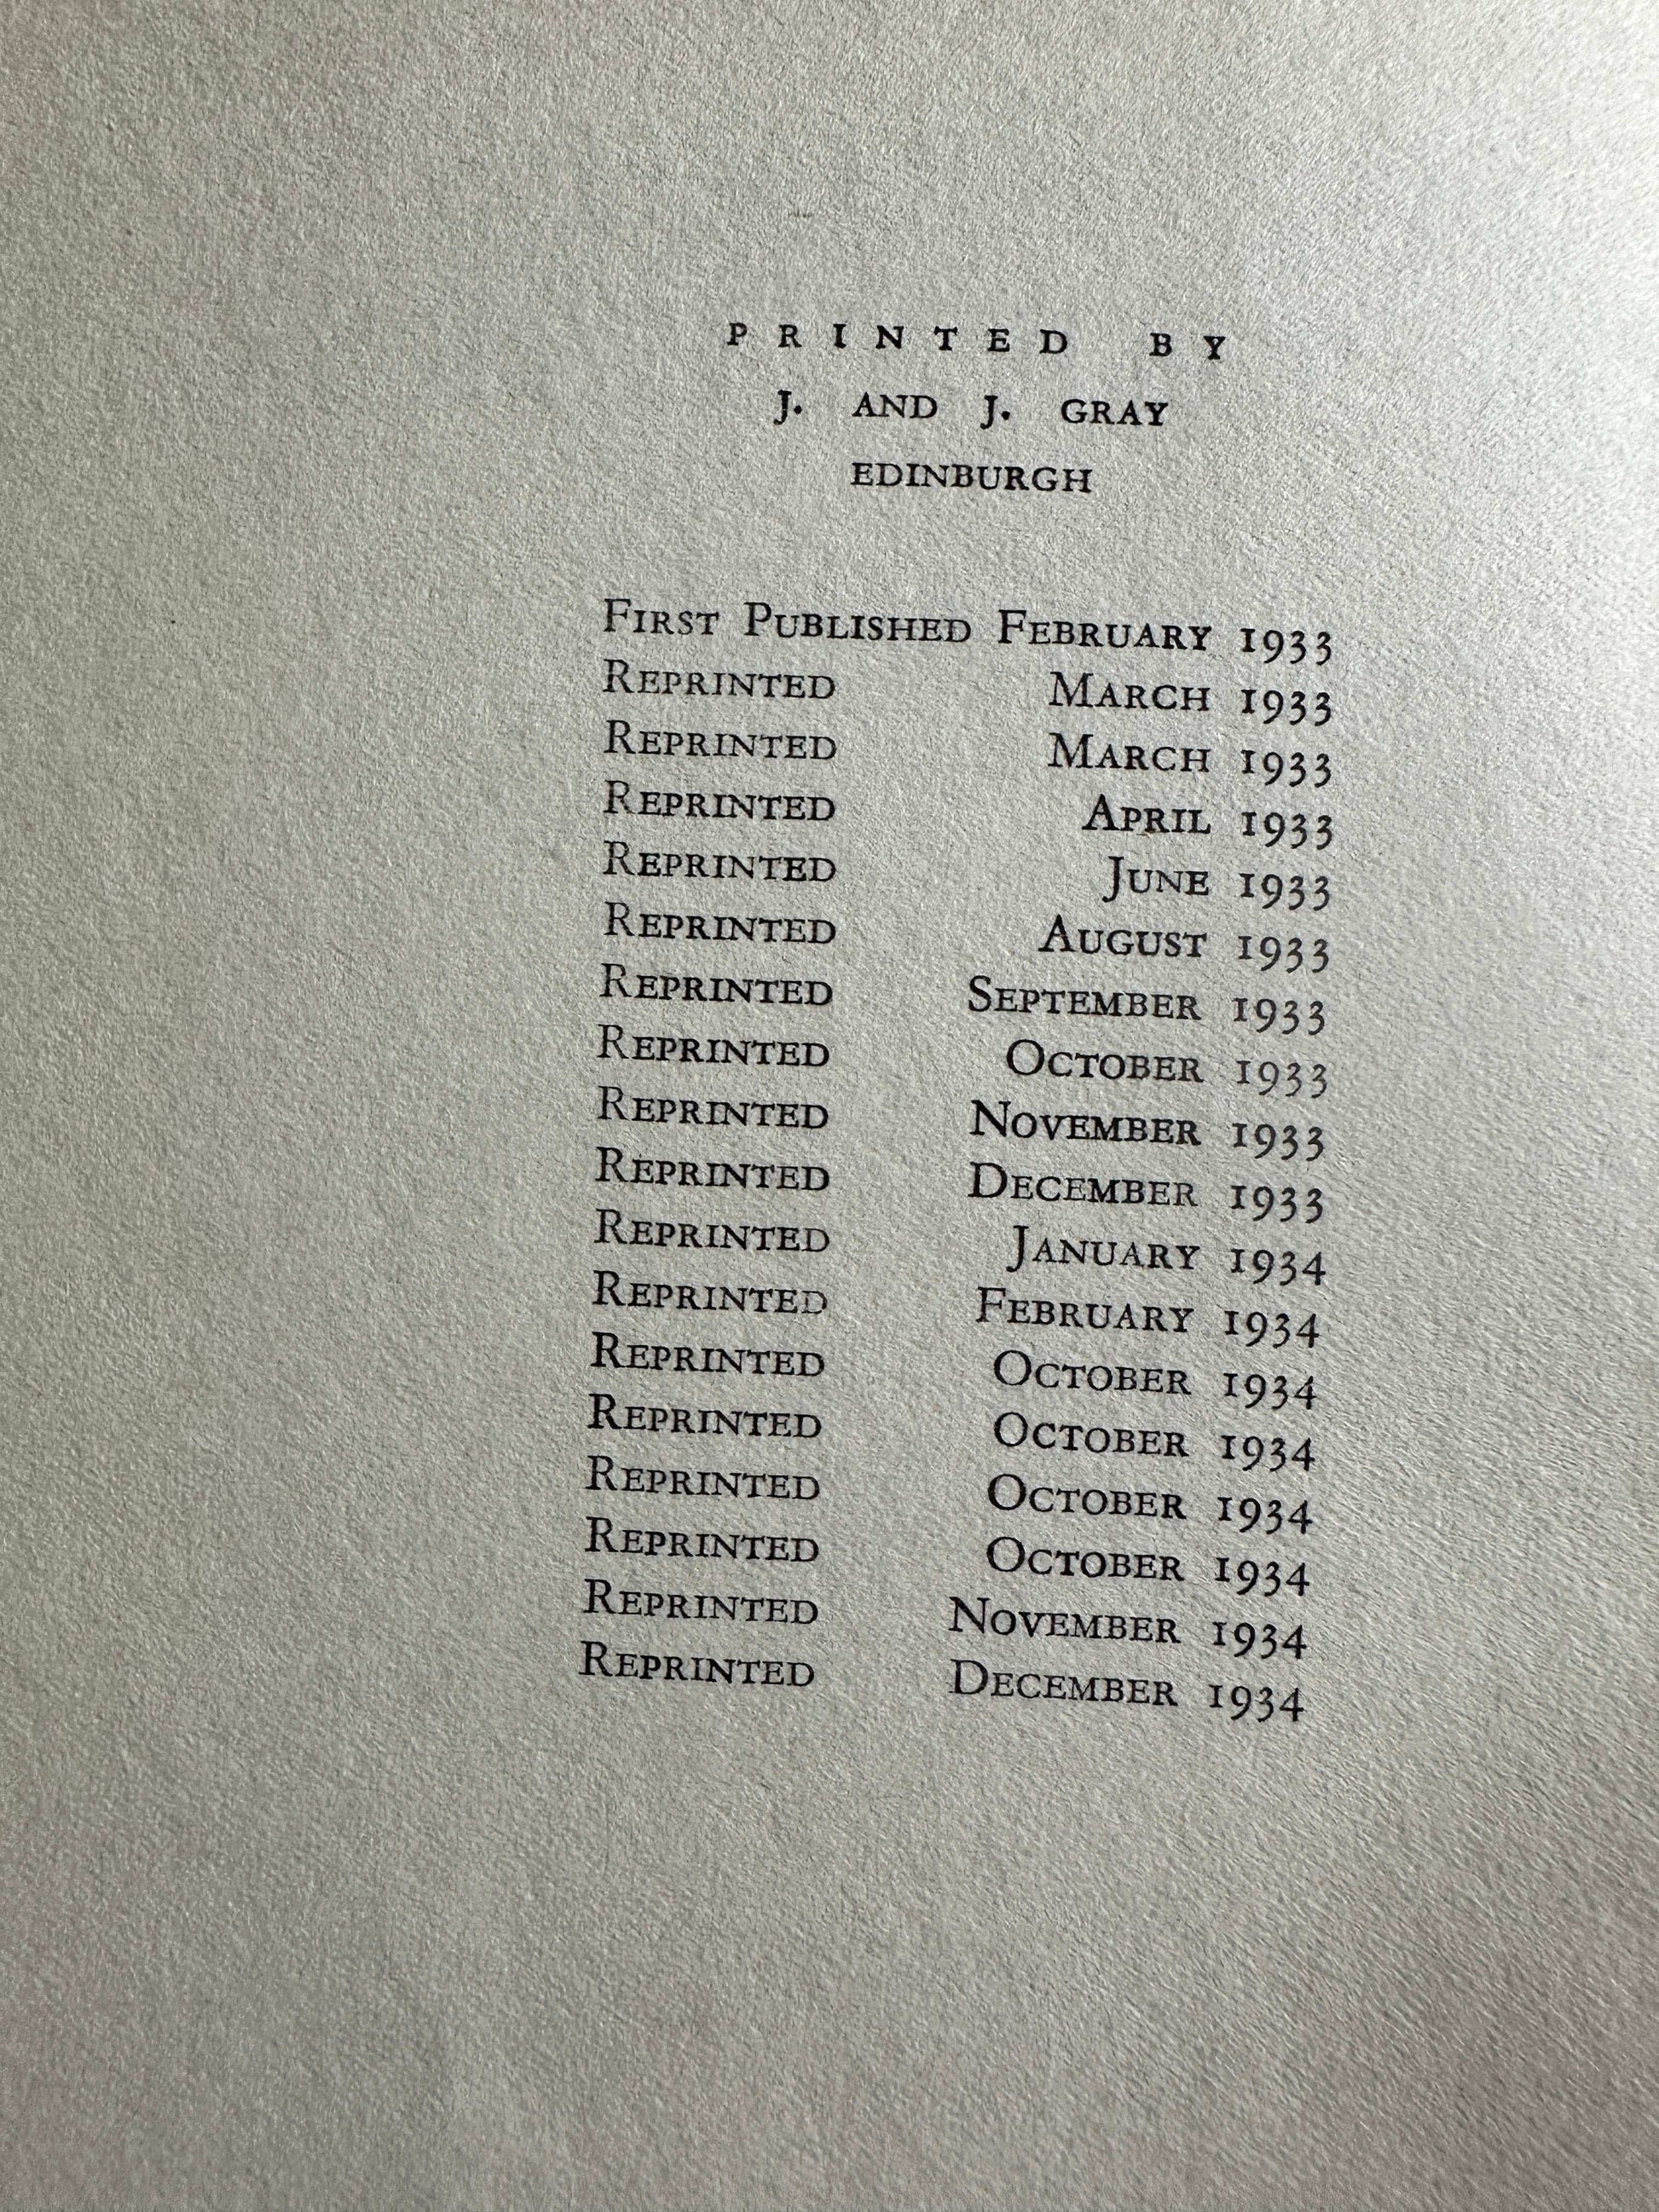 PRINTED BY
J. AND J. GRAY
EDINBURGH
First Published February 1933
Reprinted March 1933
Reprinted March 1933
Reprinted April 1933
Reprinted June 1933
Reprinted August 1933
Reprinted September 1933
Reprinted October 1933
Reprinted November 1933
Reprinted December 1933
Reprinted January 1934
Reprinted February 1934
Reprinted October 1934
Reprinted October 1934
Reprinted October 1934
Reprinted October 1934
Reprinted November 1934
Reprinted December 1934